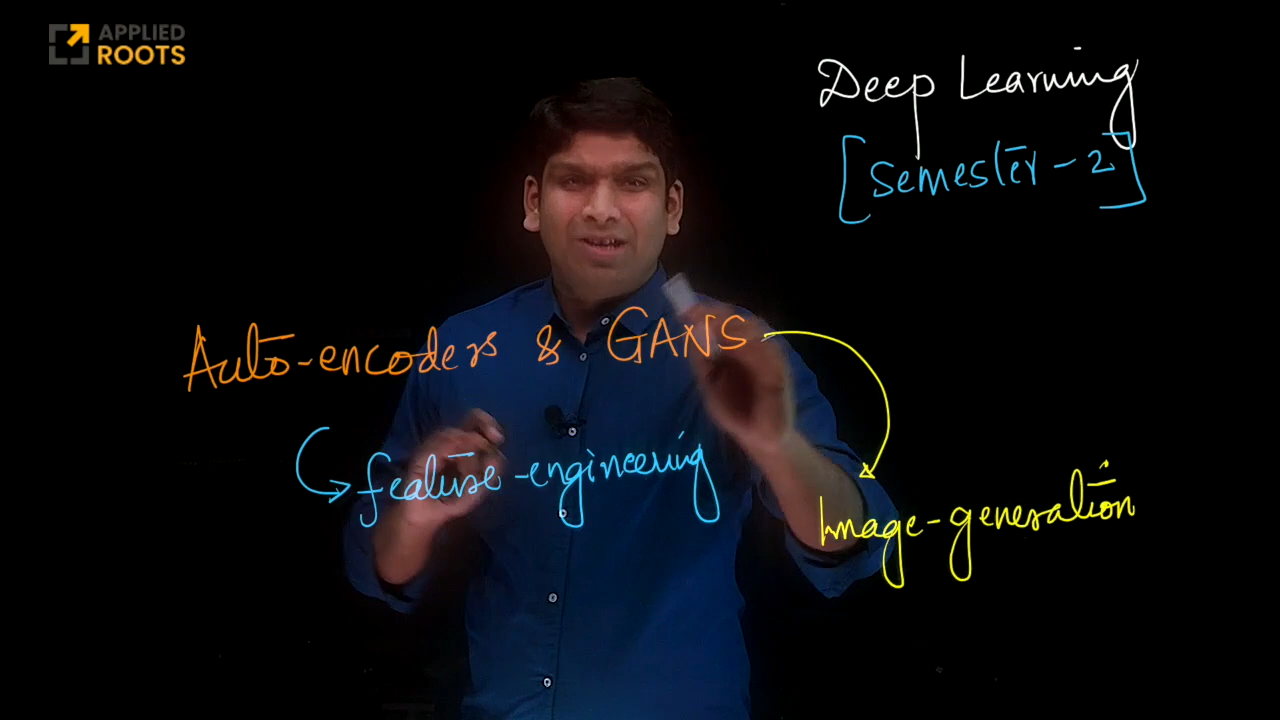 APPLIED
ROOTS
Deep Learning
[Semester-2]
Auto-encoders & GANS
feature-engineering
Image-generation